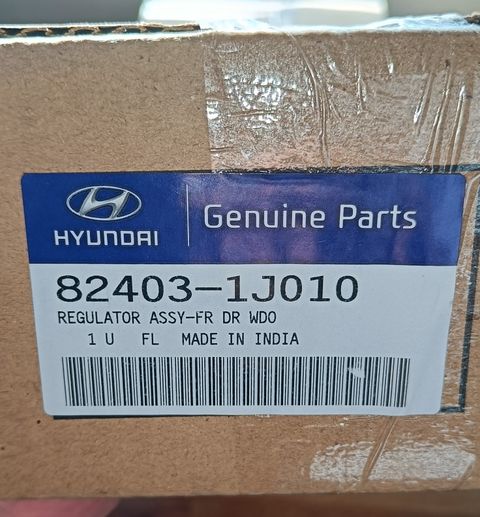 HYUNDAI
Genuine Parts
82403-1J010
REGULATOR ASSY-FR DR WDO
1 U FL MADE IN INDIA